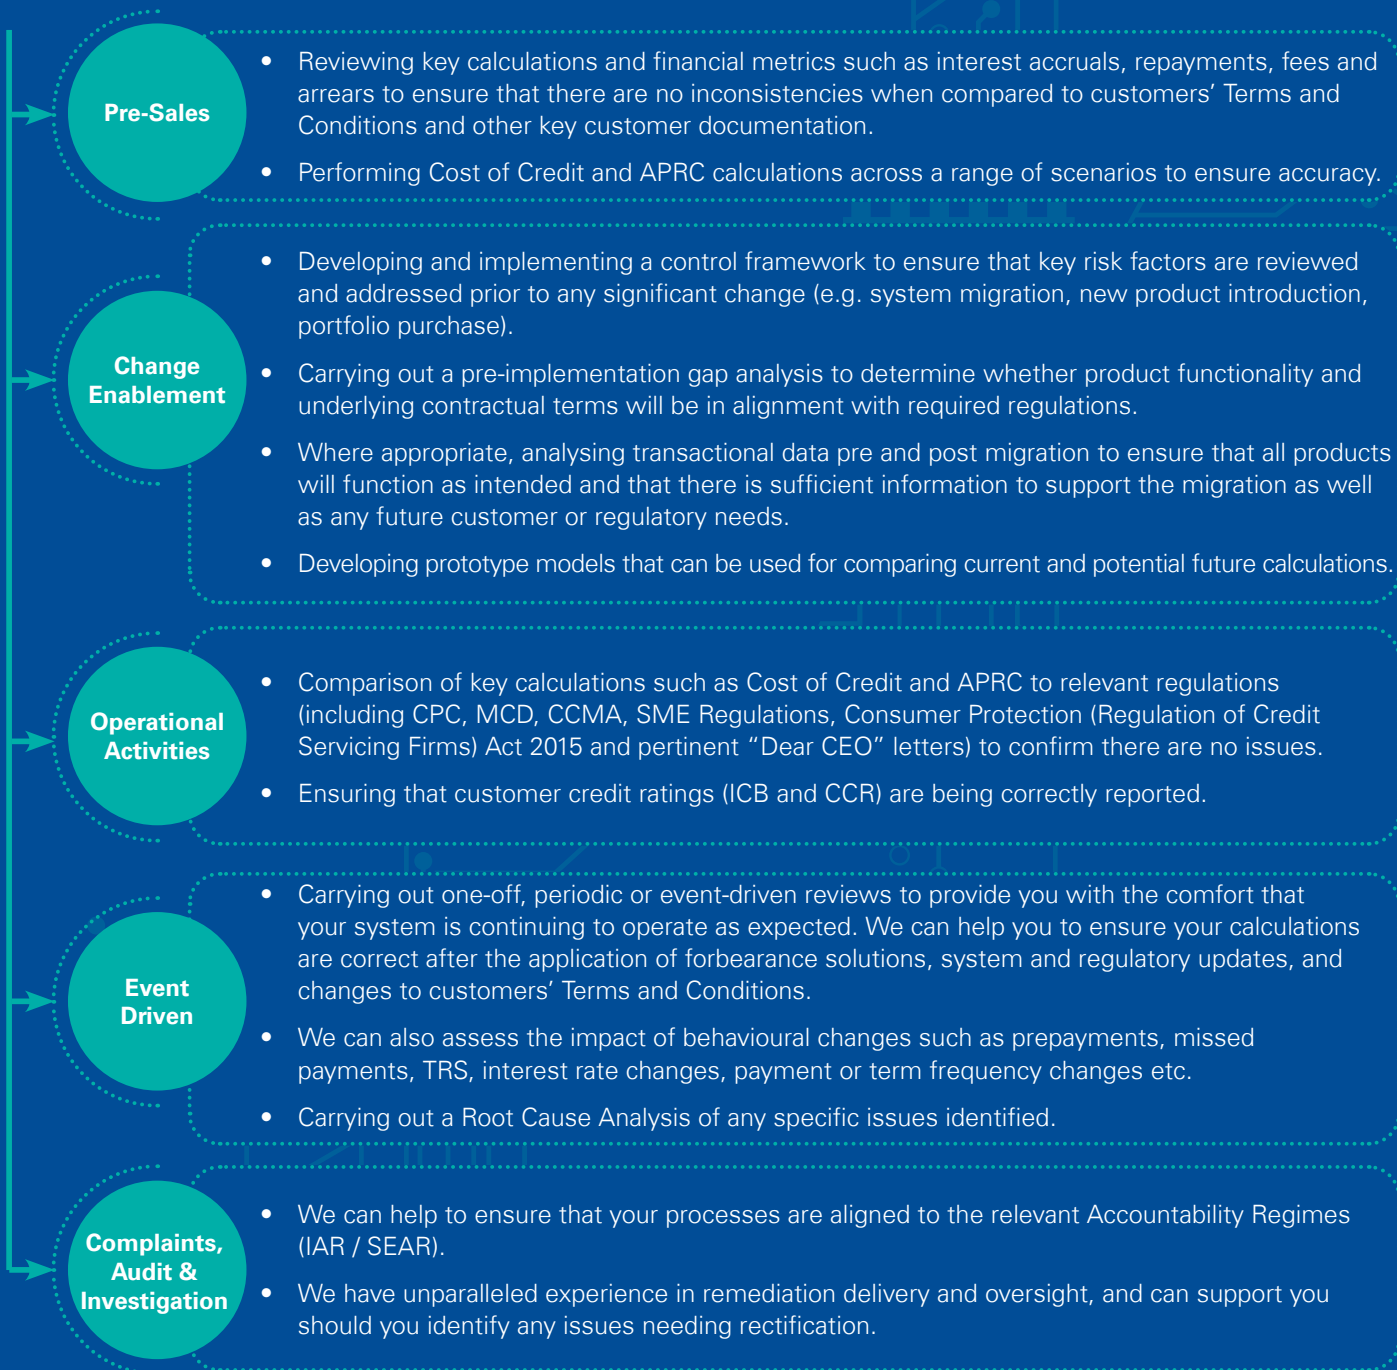 Pre-Sales
• Reviewing key calculations and financial metrics such as interest accruals, repayments, fees and
arrears to ensure that there are no inconsistencies when compared to customers’ Terms and
Conditions and other key customer documentation.
• Performing Cost of Credit and APRC calculations across a range of scenarios to ensure accuracy.
Change
Enablement
• Developing and implementing a control framework to ensure that key risk factors are reviewed
and addressed prior to any significant change (e.g. system migration, new product introduction,
portfolio purchase).
• Carrying out a pre-implementation gap analysis to determine whether product functionality and
underlying contractual terms will be in alignment with required regulations.
• Where appropriate, analysing transactional data pre and post migration to ensure that all products
will function as intended and that there is sufficient information to support the migration as well
as any future customer or regulatory needs.
• Developing prototype models that can be used for comparing current and potential future calculations.
Operational
Activities
• Comparison of key calculations such as Cost of Credit and APRC to relevant regulations
(including CPC, MCD, CCMA, SME Regulations, Consumer Protection (Regulation of Credit
Servicing Firms) Act 2015 and pertinent “Dear CEO” letters) to confirm there are no issues.
• Ensuring that customer credit ratings (ICB and CCR) are being correctly reported.
Event
Driven
• Carrying out one-off, periodic or event-driven reviews to provide you with the comfort that
your system is continuing to operate as expected. We can help you to ensure your calculations
are correct after the application of forbearance solutions, system and regulatory updates, and
changes to customers’ Terms and Conditions.
• We can also assess the impact of behavioural changes such as prepayments, missed
payments, TRS, interest rate changes, payment or term frequency changes etc.
• Carrying out a Root Cause Analysis of any specific issues identified.
Complaints,
Audit &
Investigation
• We can help to ensure that your processes are aligned to the relevant Accountability Regimes
(IAR / SEAR).
• We have unparalleled experience in remediation delivery and oversight, and can support you
should you identify any issues needing rectification.